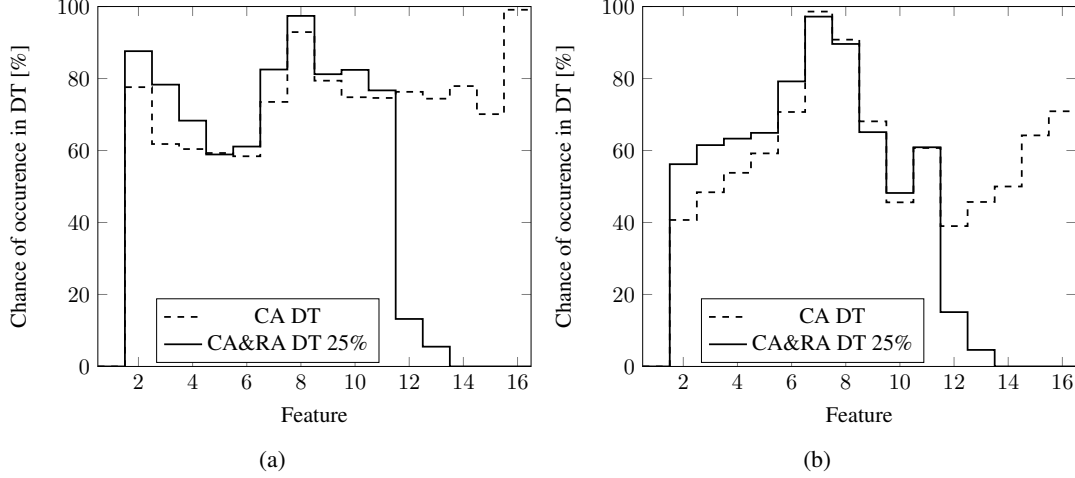 100
80
60
40
20
0
Chance of occurence in DT [%]
2 4 6 8 10 12 14 16
Feature
CA DT
CA&RA DT 25%
(a)
100
80
60
40
20
0
Chance of occurence in DT [%]
2 4 6 8 10 12 14 16
Feature
CA DT
CA&RA DT 25%
(b)